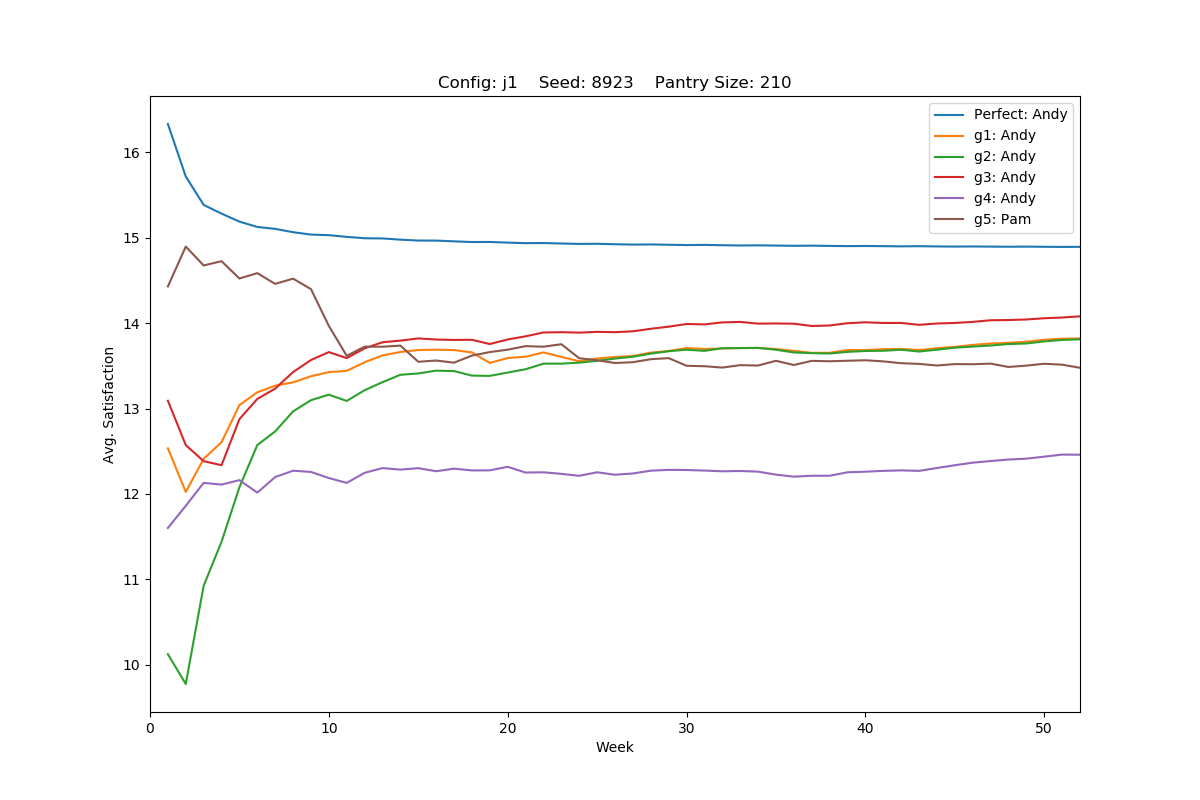 Config: j1    Seed: 8923    Pantry Size: 210
Perfect: Andy
g1: Andy
g2: Andy
g3: Andy
g4: Andy
g5: Pam
16
15
14
13
12
11
10
Avg. Satisfaction
0 10 20 30 40 50
Week